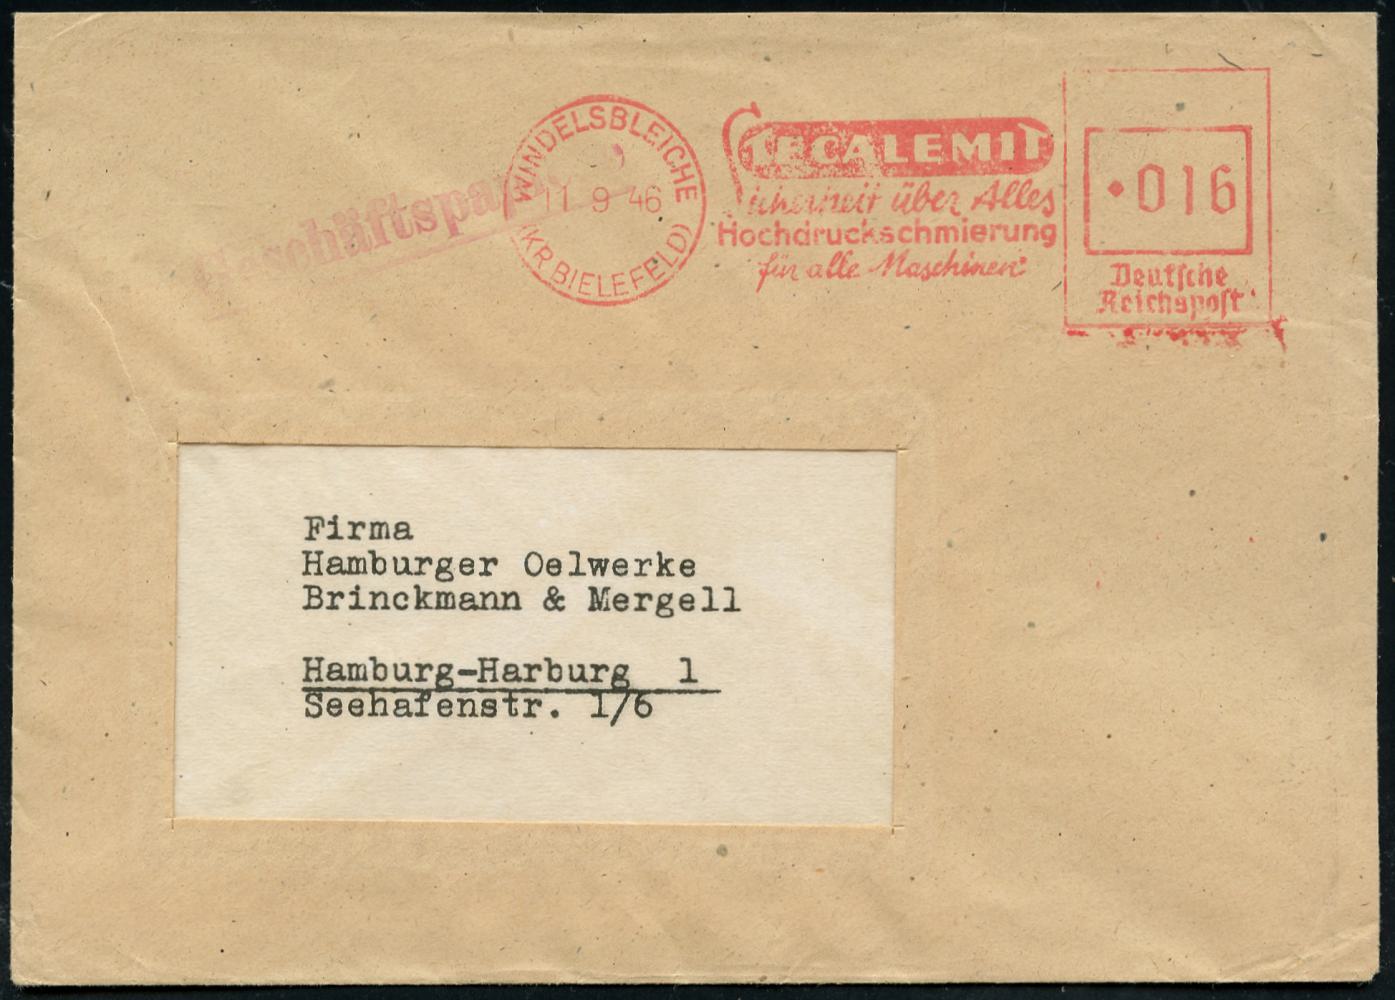 WINDELSBLEICHE
11.9.46
(KR. BIELEFELD)
TECALEMIT
Sicherheit über Alles
Hochdruckschmierung
für alle Maschinen
016
Deutsche
Reichspost
Firma
Hamburger Oelwerke
Brinckmann & Mergell
Hamburg-Harburg 1
Seehafenstr. 1/6